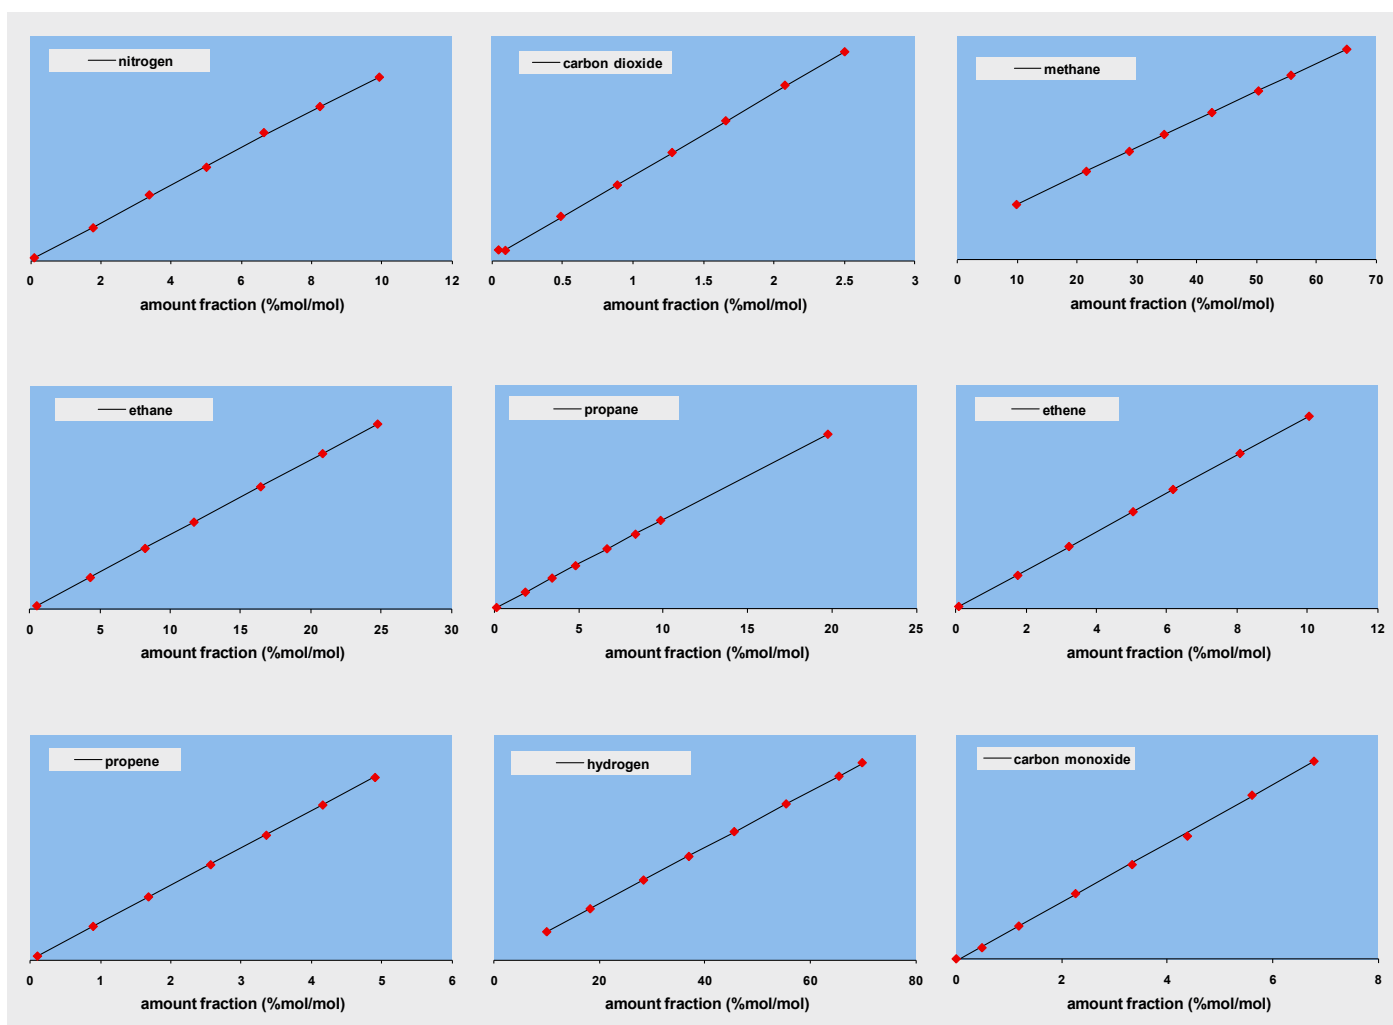 nitrogen
0 2 4 6 8 10 12
amount fraction (%mol/mol)
carbon dioxide
0.5 1 1.5 2 2.5 3
amount fraction (%mol/mol)
methane
0 10 20 30 40 50 60 70
amount fraction (%mol/mol)
ethane
0 5 10 15 20 25 30
amount fraction (%mol/mol)
propane
0 5 10 15 20 25
amount fraction (%mol/mol)
ethene
0 2 4 6 8 10 12
amount fraction (%mol/mol)
propene
0 1 2 3 4 5 6
amount fraction (%mol/mol)
hydrogen
20 40 60 80
amount fraction (%mol/mol)
carbon monoxide
0 2 4 6 8
amount fraction (%mol/mol)